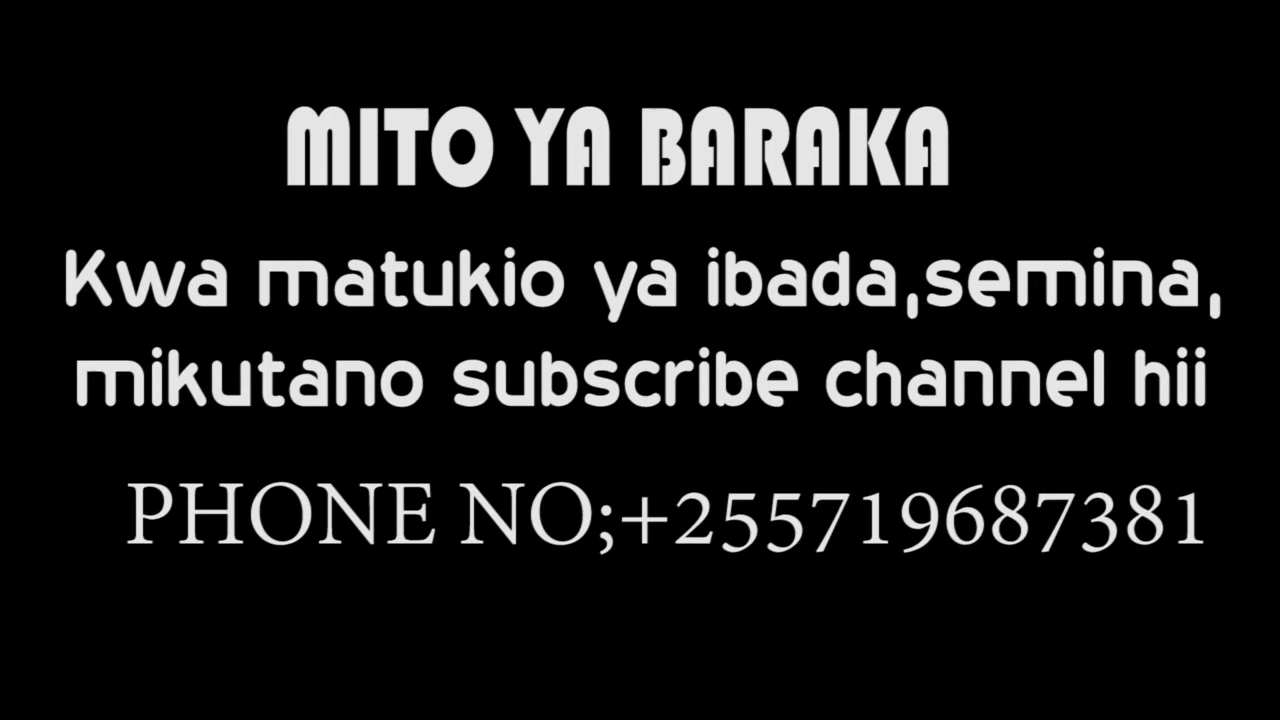 MITO YA BARAKA
Kwa matukio ya ibada,semina,
mikutano subscribe channel hii
PHONE NO;+255719687381